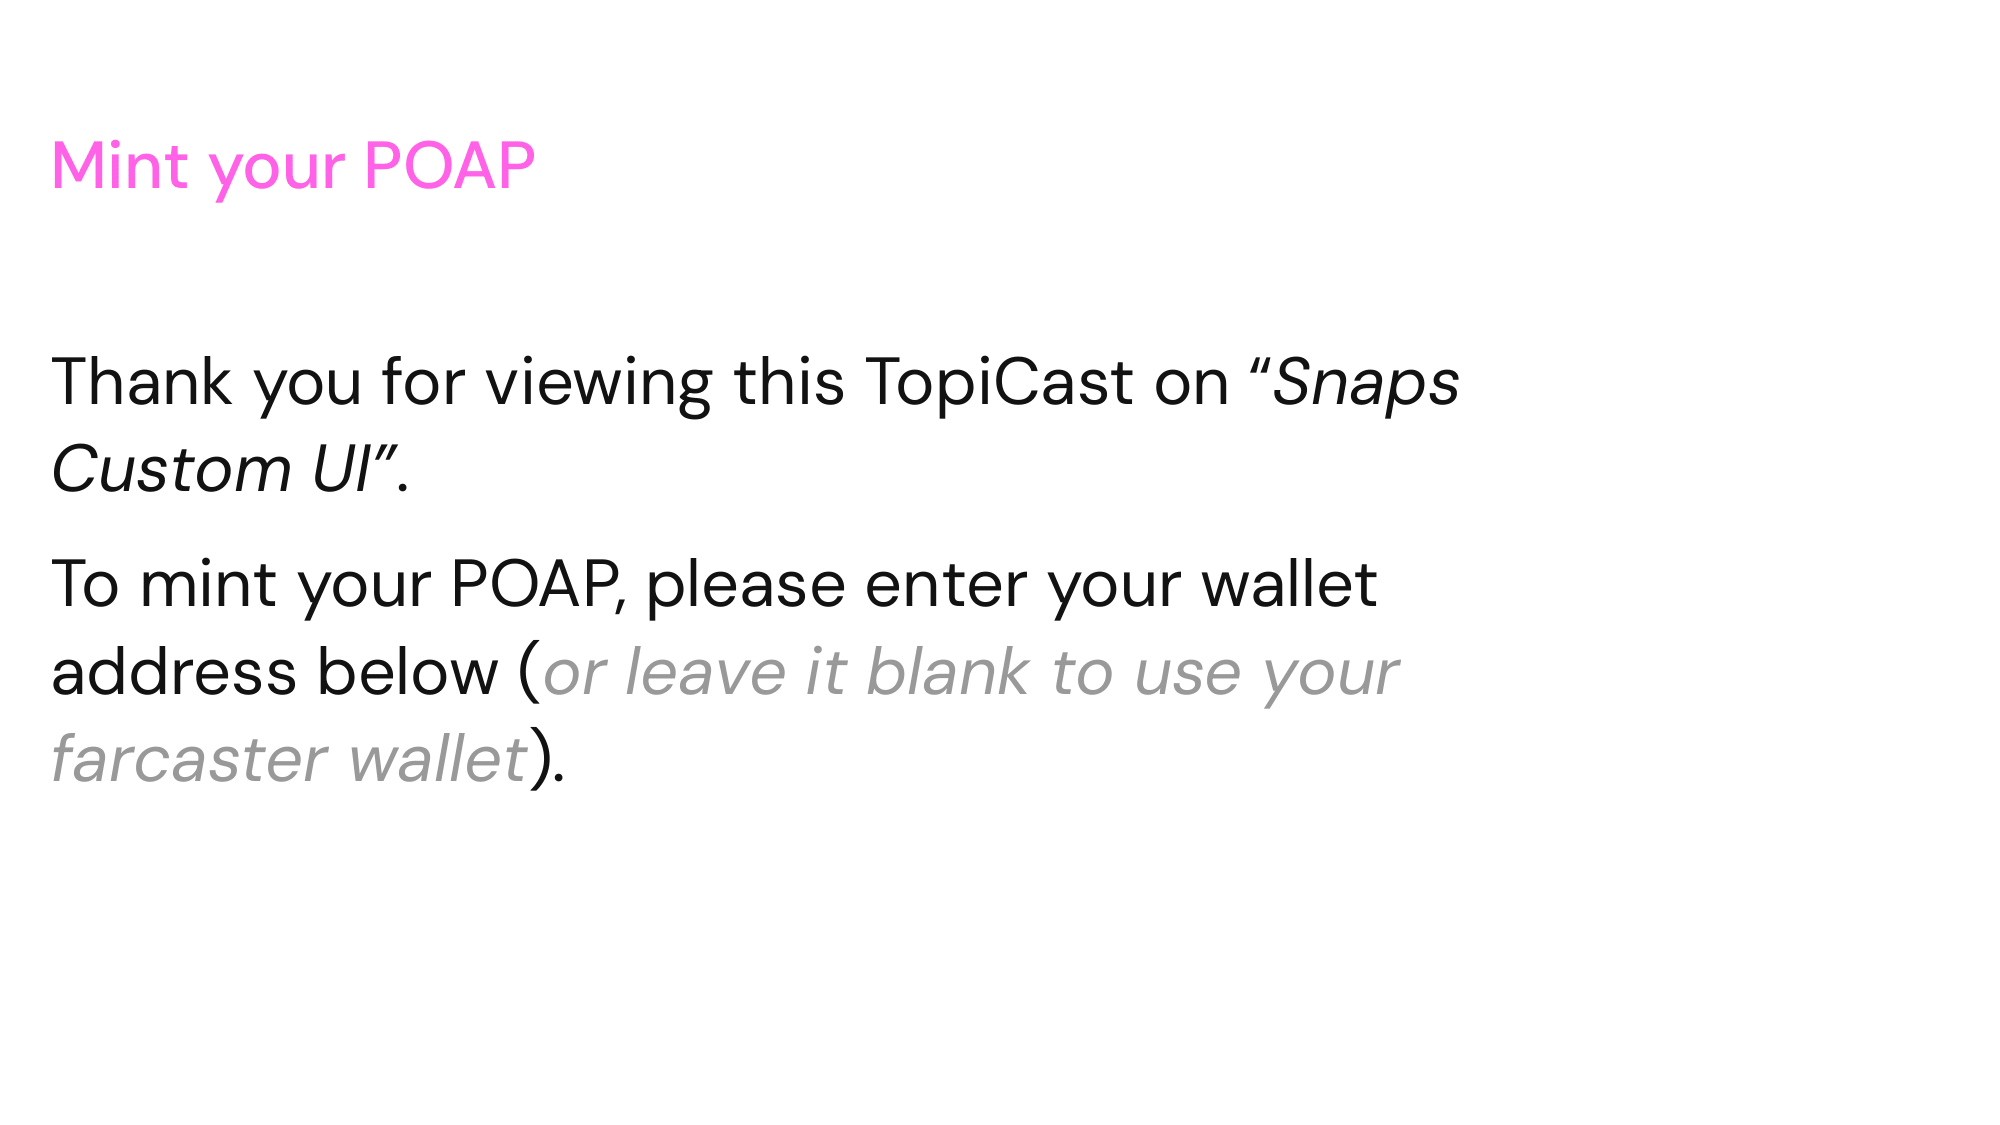 Mint your POAP
Thank you for viewing this TopiCast on “Snaps
Custom UI”.
To mint your POAP, please enter your wallet
address below (or leave it blank to use your
farcaster wallet).